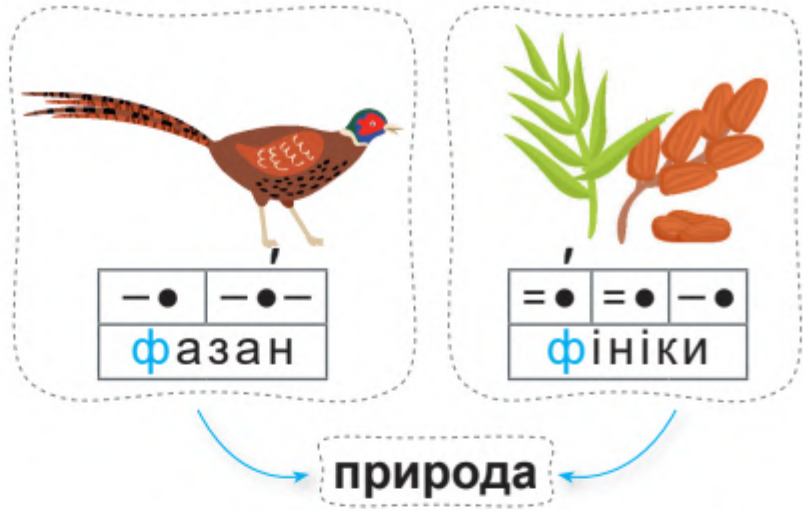 фазан
фініки
природа